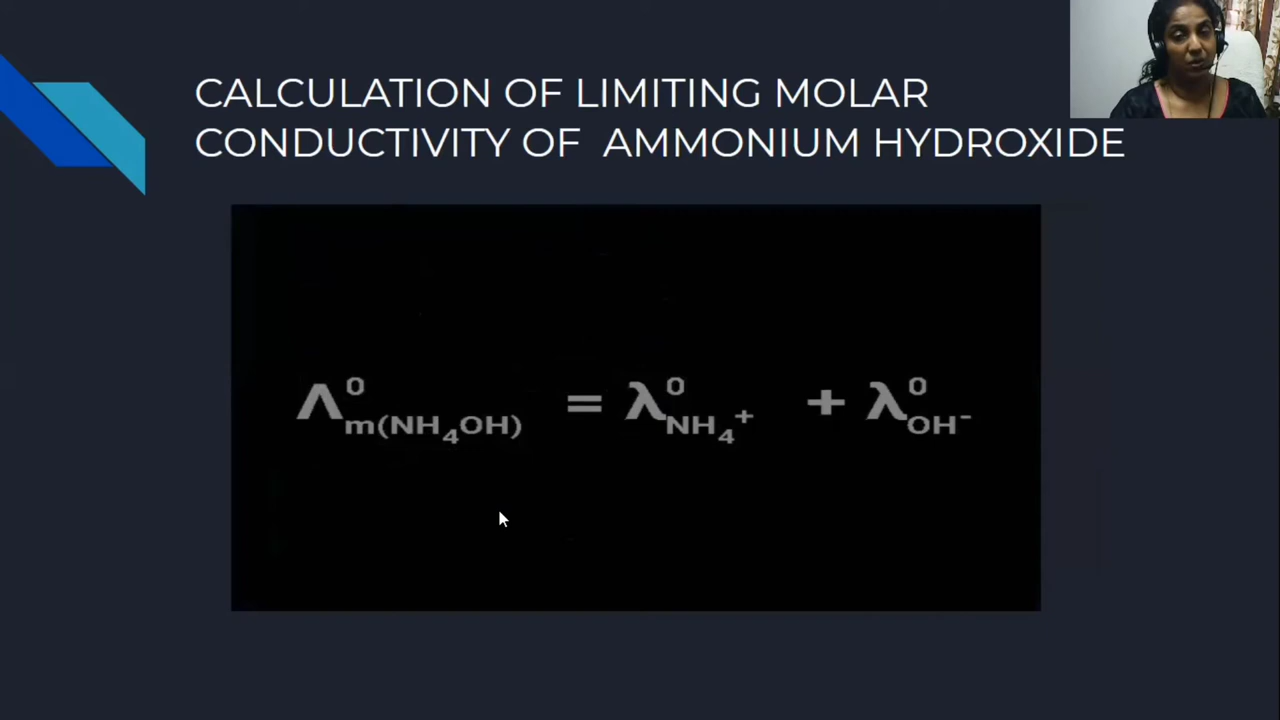 CALCULATION OF LIMITING MOLAR
CONDUCTIVITY OF AMMONIUM HYDROXIDE
Λ⁰m(NH₄OH) = λ⁰NH₄⁺ + λ⁰OH⁻